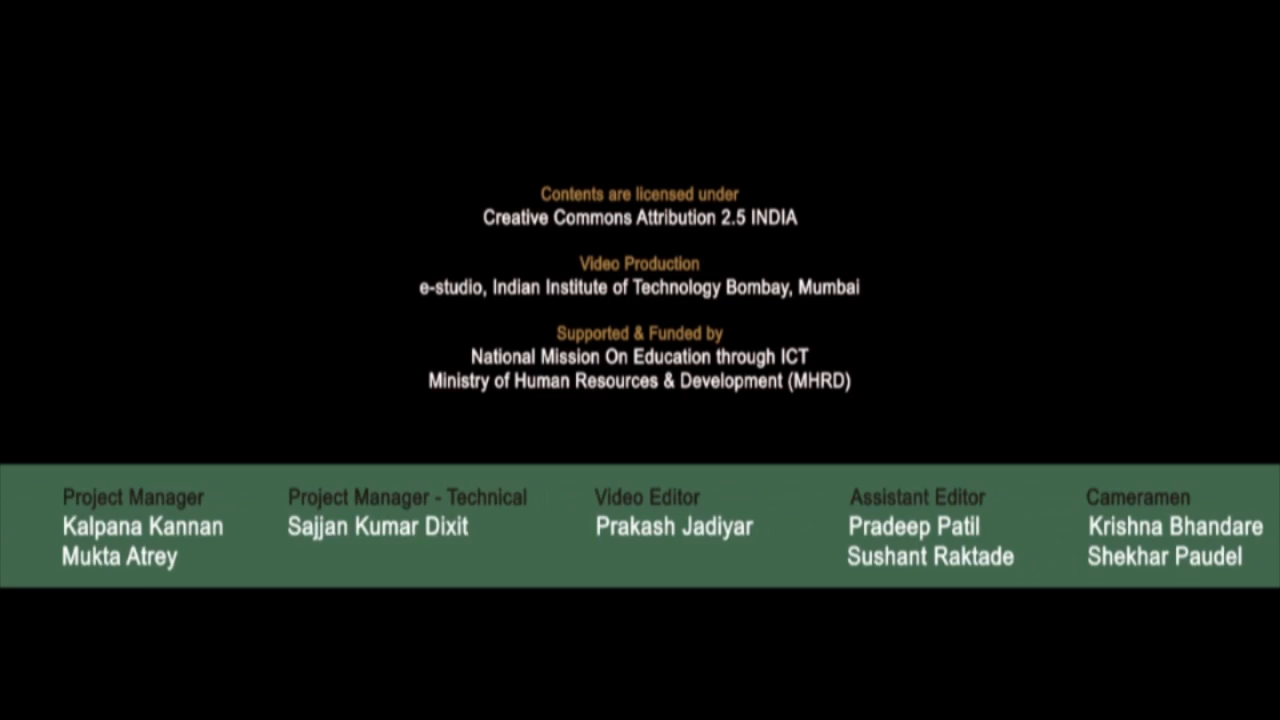 Contents are licensed under
Creative Commons Attribution 2.5 INDIA
Video Production
e-studio, Indian Institute of Technology Bombay, Mumbai
Supported & Funded by
National Mission On Education through ICT
Ministry of Human Resources & Development (MHRD)
Project Manager
Kalpana Kannan
Mukta Atrey
Project Manager - Technical
Sajjan Kumar Dixit
Video Editor
Prakash Jadiyar
Assistant Editor
Pradeep Patil
Sushant Raktade
Cameramen
Krishna Bhandare
Shekhar Paudel